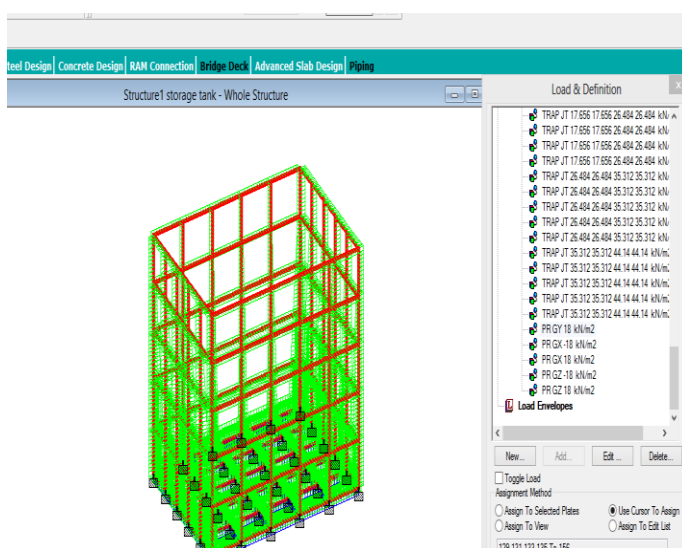 teel Design Concrete Design RAM Connection Bridge Deck Advanced Slab Design Piping
Structure1 storage tank - Whole Structure
Load & Definition
TRAP JT 17.656 17.656 26.484 26.484 kN/
TRAP JT 17.656 17.656 26.484 26.484 kN/
TRAP JT 17.656 17.656 26.484 26.484 kN/
TRAP JT 17.656 17.656 26.484 26.484 kN/
TRAP JT 26.484 26.484 35.312 35.312 kN/
TRAP JT 26.484 26.484 35.312 35.312 kN/
TRAP JT 26.484 26.484 35.312 35.312 kN/
TRAP JT 26.484 26.484 35.312 35.312 kN/
TRAP JT 26.484 26.484 35.312 35.312 kN/
TRAP JT 35.312 35.312 44.14 44.14 kN/m
TRAP JT 35.312 35.312 44.14 44.14 kN/m
TRAP JT 35.312 35.312 44.14 44.14 kN/m
TRAP JT 35.312 35.312 44.14 44.14 kN/m
TRAP JT 35.312 35.312 44.14 44.14 kN/m
PR GY 18 kN/m2
PR GX -18 kN/m2
PR GX 18 kN/m2
PR GZ -18 kN/m2
PR GZ 18 kN/m2
Load Envelopes
New... Add... Edit ... Delete...
Toggle Load
Assignment Method
Assign To Selected Plates Use Cursor To Assign
Assign To View Assign To Edit List